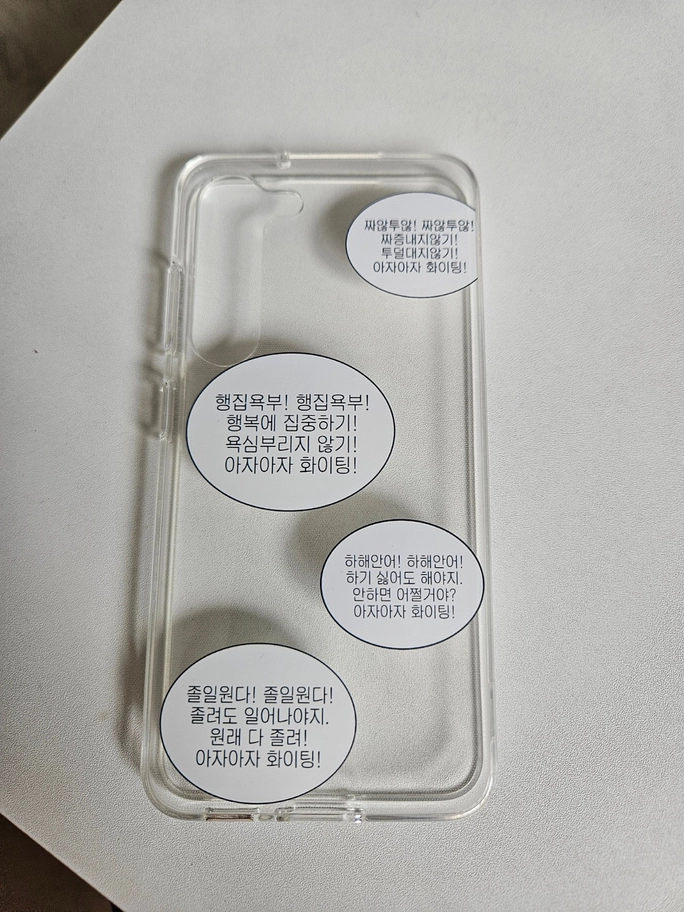 짜않투않! 짜않투않!
짜증내지않기!
투덜대지않기!
아자아자 화이팅!
행집욕부! 행집욕부!
행복에 집중하기!
욕심부리지 않기!
아자아자 화이팅!
하해안어! 하해안어!
하기 싫어도 해야지.
안하면 어쩔거야?
아자아자 화이팅!
졸일원다! 졸일원다!
졸려도 일어나야지.
원래 다 졸려!
아자아자 화이팅!